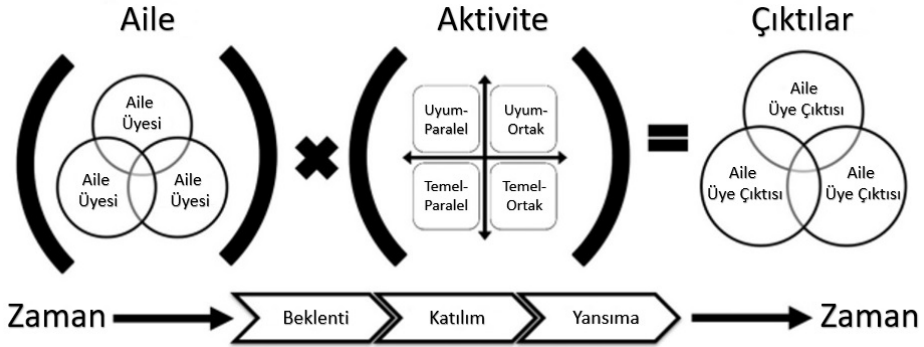 Aile
Aktivite
Çıktılar
Aile
Üyesi
Aile
Üyesi
Aile
Üyesi
Uyum-
Paralel
Uyum-
Ortak
Temel-
Paralel
Temel-
Ortak
Aile
Üye Çıktısı
Aile
Üye Çıktısı
Aile
Üye Çıktısı
Zaman
Beklenti
Katılım
Yansıma
Zaman